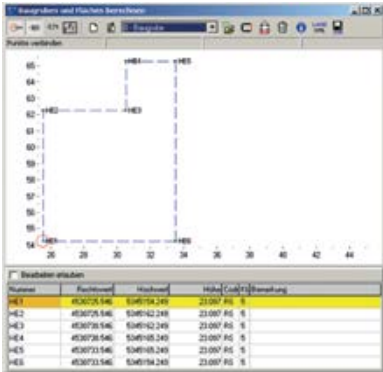 Baugruben und Flächen berechnen
Punkte verbinden
65
64
63
62
61
60
59
58
57
56
55
54
HE4 HE5
HE2 HE3
HE1 HE6
26 28 30 32 34 36 38 40 42 44
Bearbeiten erlauben
Nummer Rechtswert Hochwert Höhe Code Bemerkung
HE1 4530725.546 5345154.249 23.097 RS 5
HE2 4530725.546 5345162.249 23.097 RS 5
HE3 4530730.546 5345162.249 23.097 RS 5
HE4 4530730.546 5345165.249 23.097 RS 5
HE5 4530733.546 5345165.249 23.097 RS 5
HE6 4530733.546 5345154.249 23.097 RS 5